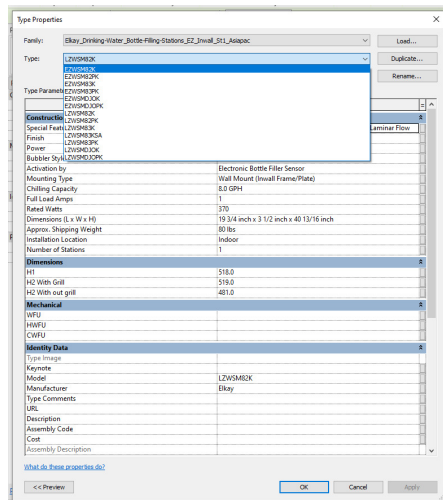 Type Properties
Family: Elkay_Drinking-Water_Bottle-Filling-Stations_EZ_Inwall_St1_Asiapac Load...
Type: LZWSM82K Duplicate...
EZWSM82K Rename...
EZWSM82PK
EZWSM83K
EZWSM83PK
EZWSMDJOK
EZWSMDJOPK
LZWSM82K
LZWSM82PK
LZWSM83K
LZWSM83KSA
LZWSM83PK
LZWSMDJOK
LZWSMDJOPK
Type Paramet
=
Constructio
Special Feat Laminar Flow
Finish
Power
Bubbler Styl
Activation by Electronic Bottle Filler Sensor
Mounting Type Wall Mount (Inwall Frame/Plate)
Chilling Capacity 8.0 GPH
Full Load Amps 1
Rated Watts 370
Dimensions (L x W x H) 19 3/4 inch x 3 1/2 inch x 40 13/16 inch
Approx. Shipping Weight 80 lbs
Installation Location Indoor
Number of Stations 1
Dimensions
H1 518.0
H2 With Grill 519.0
H2 With out grill 481.0
Mechanical
WFU
HWFU
CWFU
Identity Data
Type Image
Keynote
Model LZWSM82K
Manufacturer Elkay
Type Comments
URL
Description
Assembly Code
Cost
Assembly Description
What do these properties do?
<< Preview OK Cancel Apply